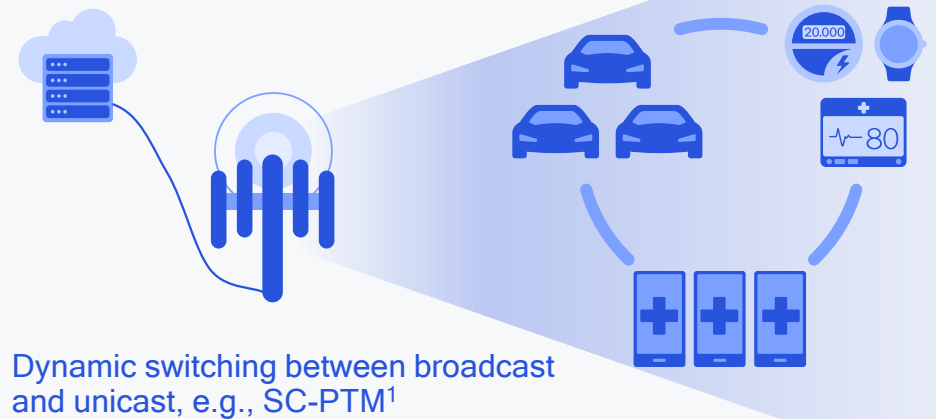 20.000
80
Dynamic switching between broadcast
and unicast, e.g., SC-PTM¹